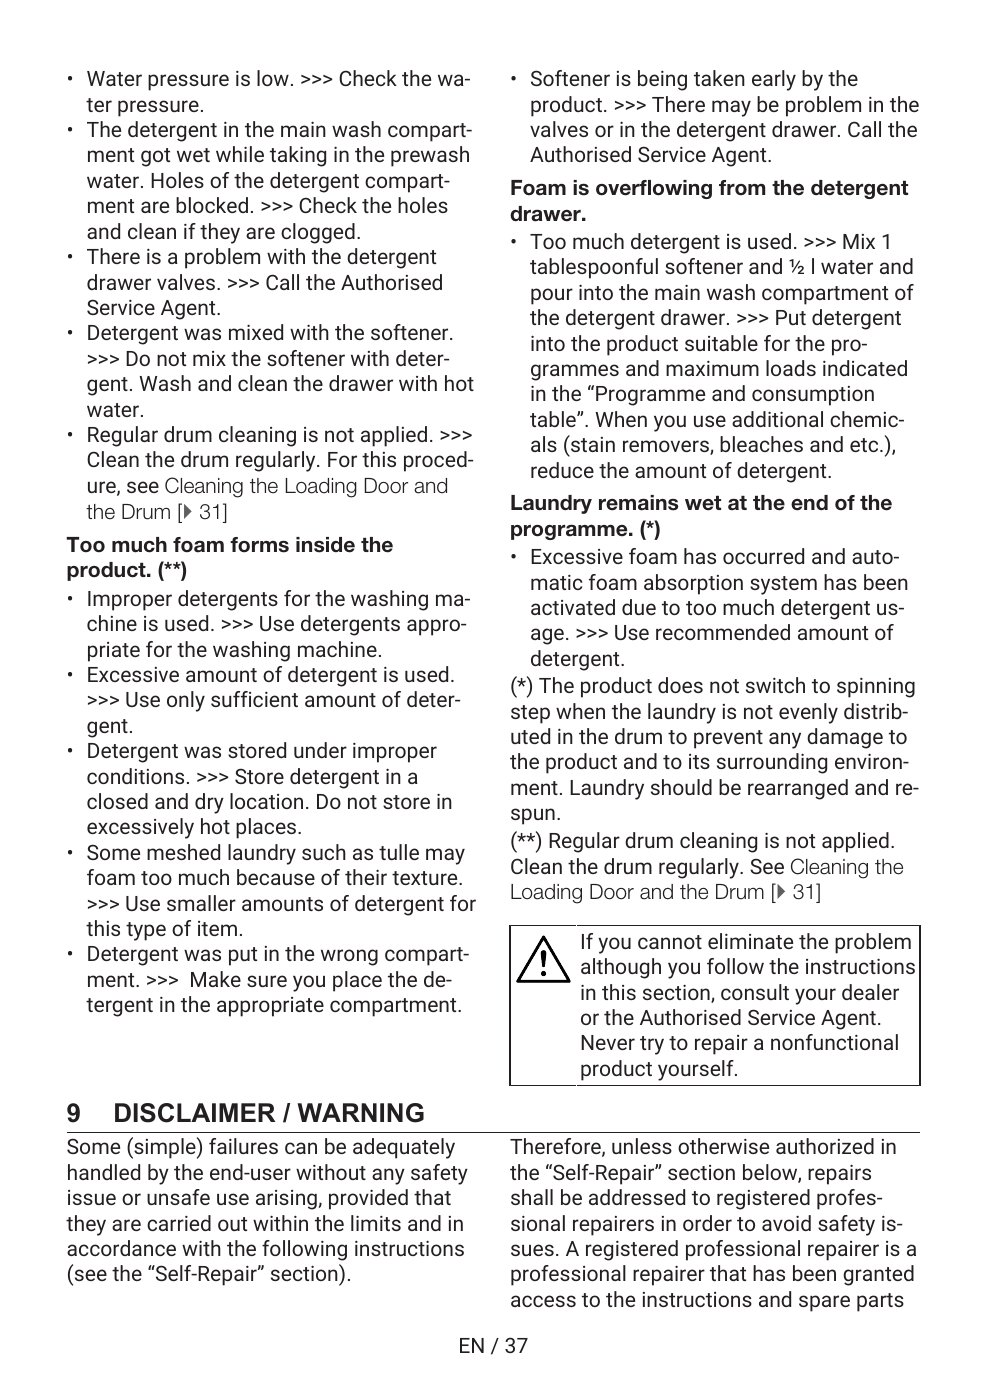 • Water pressure is low. >>> Check the wa-
ter pressure.
• The detergent in the main wash compart-
ment got wet while taking in the prewash
water. Holes of the detergent compart-
ment are blocked. >>> Check the holes
and clean if they are clogged.
• There is a problem with the detergent
drawer valves. >>> Call the Authorised
Service Agent.
• Detergent was mixed with the softener.
>>> Do not mix the softener with deter-
gent. Wash and clean the drawer with hot
water.
• Regular drum cleaning is not applied. >>>
Clean the drum regularly. For this proced-
ure, see Cleaning the Loading Door and
the Drum [▶ 31]
Too much foam forms inside the
product. (**)
• Improper detergents for the washing ma-
chine is used. >>> Use detergents appro-
priate for the washing machine.
• Excessive amount of detergent is used.
>>> Use only sufficient amount of deter-
gent.
• Detergent was stored under improper
conditions. >>> Store detergent in a
closed and dry location. Do not store in
excessively hot places.
• Some meshed laundry such as tulle may
foam too much because of their texture.
>>> Use smaller amounts of detergent for
this type of item.
• Detergent was put in the wrong compart-
ment. >>> Make sure you place the de-
tergent in the appropriate compartment.
• Softener is being taken early by the
product. >>> There may be problem in the
valves or in the detergent drawer. Call the
Authorised Service Agent.
Foam is overflowing from the detergent
drawer.
• Too much detergent is used. >>> Mix 1
tablespoonful softener and ½ l water and
pour into the main wash compartment of
the detergent drawer. >>> Put detergent
into the product suitable for the pro-
grammes and maximum loads indicated
in the “Programme and consumption
table”. When you use additional chemic-
als (stain removers, bleaches and etc.),
reduce the amount of detergent.
Laundry remains wet at the end of the
programme. (*)
• Excessive foam has occurred and auto-
matic foam absorption system has been
activated due to too much detergent us-
age. >>> Use recommended amount of
detergent.
(*) The product does not switch to spinning
step when the laundry is not evenly distrib-
uted in the drum to prevent any damage to
the product and to its surrounding environ-
ment. Laundry should be rearranged and re-
spun.
(**) Regular drum cleaning is not applied.
Clean the drum regularly. See Cleaning the
Loading Door and the Drum [▶ 31]
If you cannot eliminate the problem
although you follow the instructions
in this section, consult your dealer
or the Authorised Service Agent.
Never try to repair a nonfunctional
product yourself.
9 DISCLAIMER / WARNING
Some (simple) failures can be adequately
handled by the end-user without any safety
issue or unsafe use arising, provided that
they are carried out within the limits and in
accordance with the following instructions
(see the “Self-Repair” section).
Therefore, unless otherwise authorized in
the “Self-Repair” section below, repairs
shall be addressed to registered profes-
sional repairers in order to avoid safety is-
sues. A registered professional repairer is a
professional repairer that has been granted
access to the instructions and spare parts
EN / 37